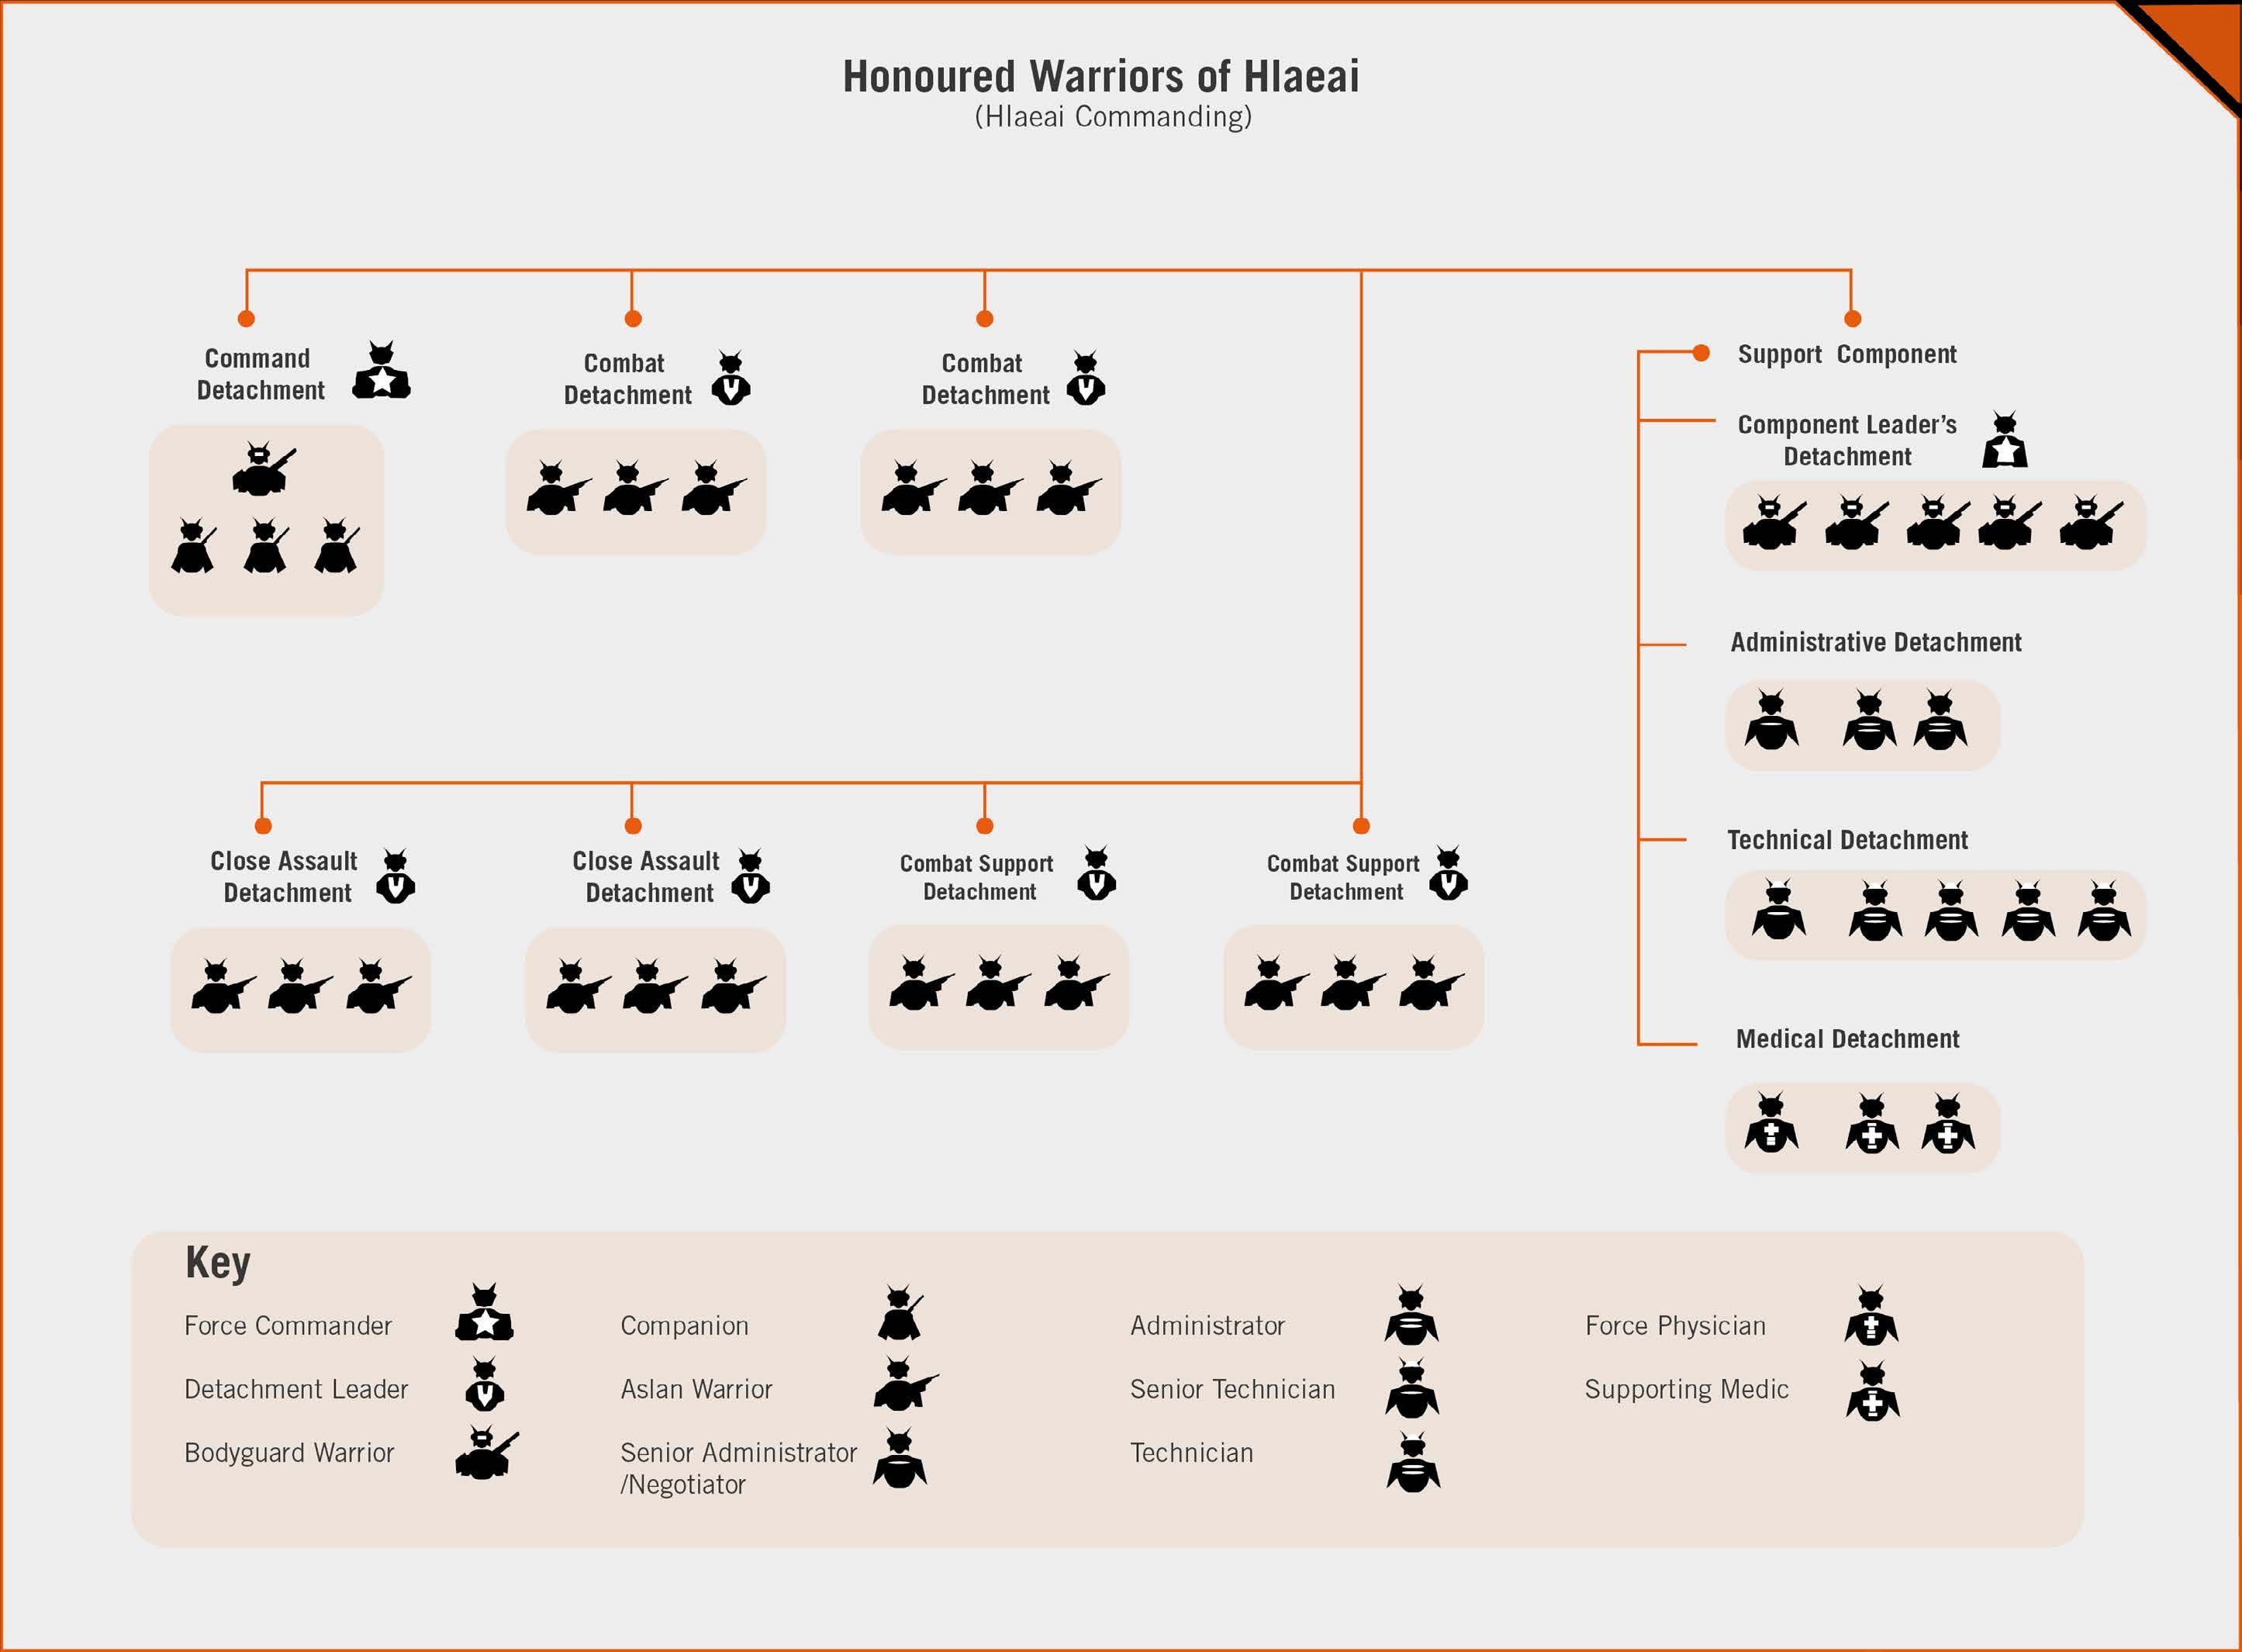 Honoured Warriors of Hlaeai
(Hlaeai Commanding)
Command
Detachment
Combat
Detachment
Combat
Detachment
Support Component
Component Leader's
Detachment
Administrative Detachment
Technical Detachment
Medical Detachment
Close Assault
Detachment
Close Assault
Detachment
Combat Support
Detachment
Combat Support
Detachment
Key
Force Commander
Detachment Leader
Bodyguard Warrior
Companion
Aslan Warrior
Senior Administrator
/Negotiator
Administrator
Senior Technician
Technician
Force Physician
Supporting Medic